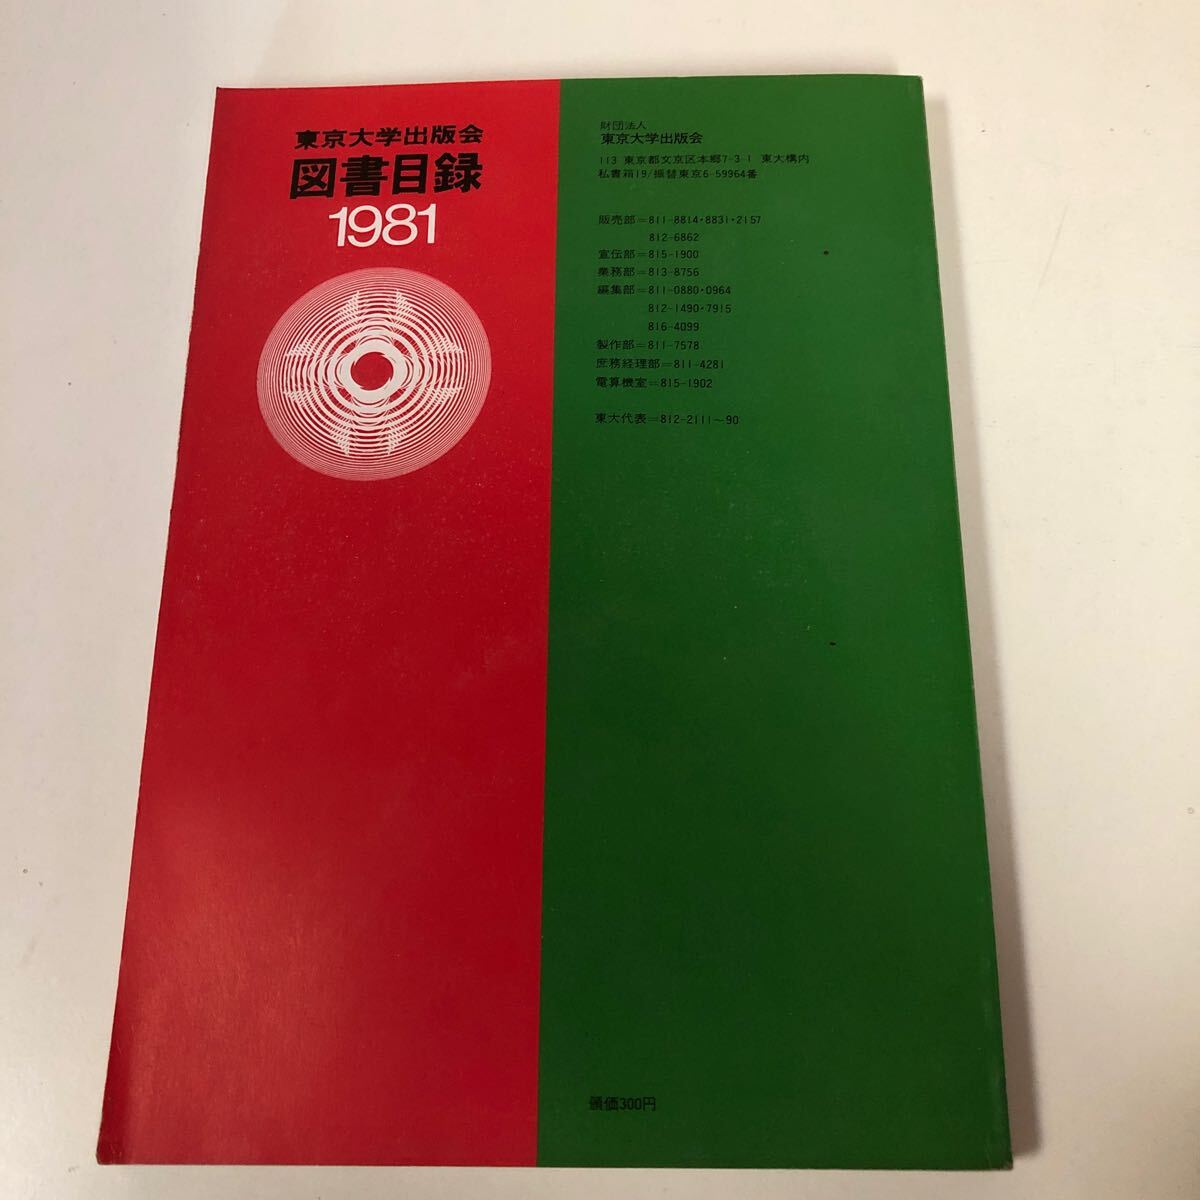 東京大学出版会
図書目録
1981
財団法人
東京大学出版会
113 東京都文京区本郷7-3-1 東大構内
私書箱19/振替東京6-59964番
販売部=811-8814・8831・2157
812-6862
宣伝部=815-1900
業務部=813-8756
編集部=811-0880・0964
812-1490・7915
816-4099
製作部=811-7578
庶務経理部=811-4281
電算機室=815-1902
東大代表=812-2111〜90
頒価300円